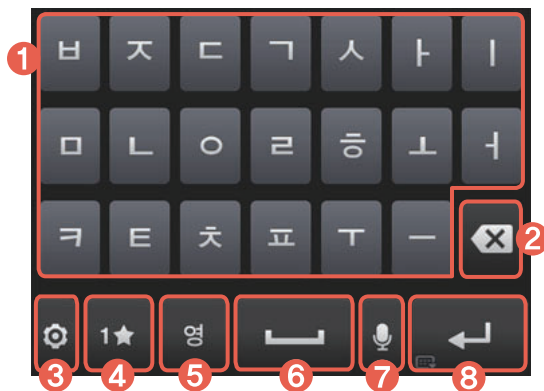 1 ㅂ ㅈ ㄷ ㄱ ㅅ ㅏ ㅣ
ㅁ ㄴ ㅇ ㄹ ㅎ ㅗ ㅓ
ㅋ ㅌ ㅊ ㅍ ㅜ ㅡ 2
1★ 영
3 4 5 6 7 8